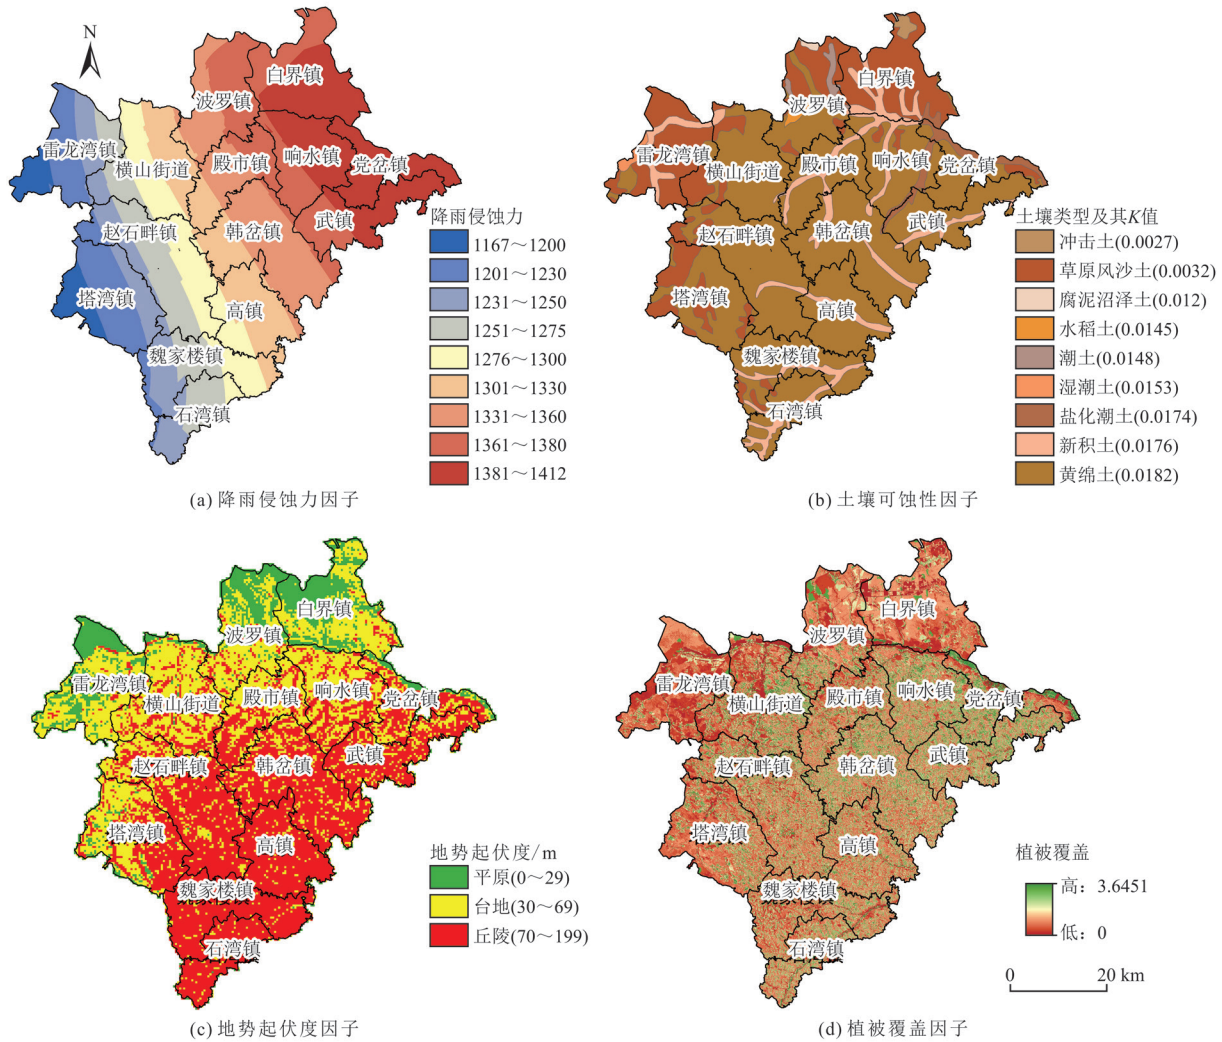 N
白界镇
波罗镇
雷龙湾镇
横山街道
殿市镇
响水镇
党岔镇
赵石畔镇
韩岔镇
武镇
塔湾镇
高镇
魏家楼镇
石湾镇
降雨侵蚀力
1167～1200
1201～1230
1231～1250
1251～1275
1276～1300
1301～1330
1331～1360
1361～1380
1381～1412
(a) 降雨侵蚀力因子
白界镇
波罗镇
雷龙湾镇
横山街道
殿市镇
响水镇
党岔镇
赵石畔镇
韩岔镇
武镇
塔湾镇
高镇
魏家楼镇
石湾镇
土壤类型及其K值
冲击土(0.0027)
草原风沙土(0.0032)
腐泥沼泽土(0.012)
水稻土(0.0145)
潮土(0.0148)
湿潮土(0.0153)
盐化潮土(0.0174)
新积土(0.0176)
黄绵土(0.0182)
(b) 土壤可蚀性因子
白界镇
波罗镇
雷龙湾镇
横山街道
殿市镇
响水镇
党岔镇
赵石畔镇
韩岔镇
武镇
塔湾镇
高镇
魏家楼镇
石湾镇
地势起伏度/m
平原(0～29)
台地(30～69)
丘陵(70～199)
(c) 地势起伏度因子
白界镇
波罗镇
雷龙湾镇
横山街道
殿市镇
响水镇
党岔镇
赵石畔镇
韩岔镇
武镇
塔湾镇
高镇
魏家楼镇
石湾镇
植被覆盖
高：3.6451
低：0
0 20 km
(d) 植被覆盖因子